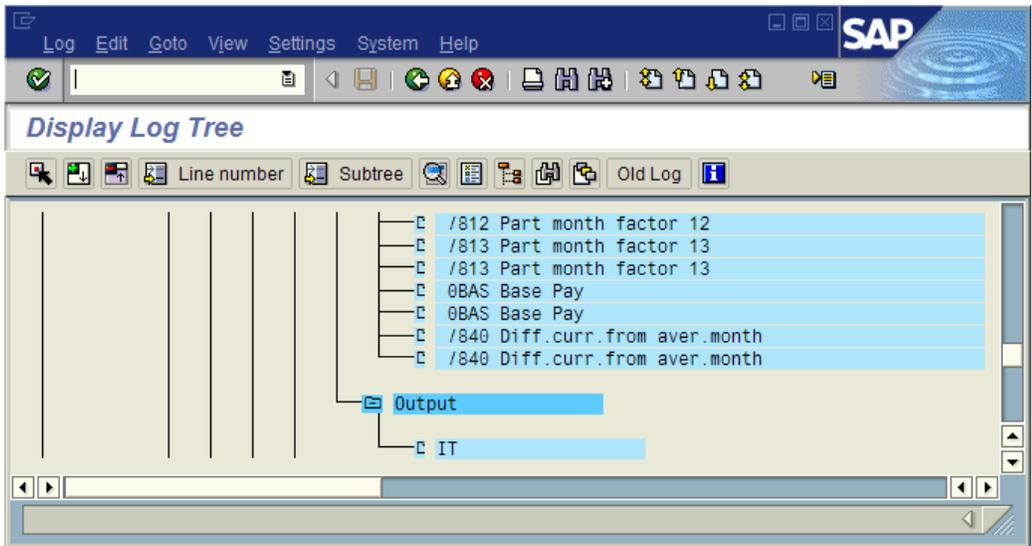 Log Edit Goto View Settings System Help
SAP
Display Log Tree
Line number Subtree Old Log
/812 Part month factor 12
/813 Part month factor 13
/813 Part month factor 13
0BAS Base Pay
0BAS Base Pay
/840 Diff.curr.from aver.month
/840 Diff.curr.from aver.month
Output
IT